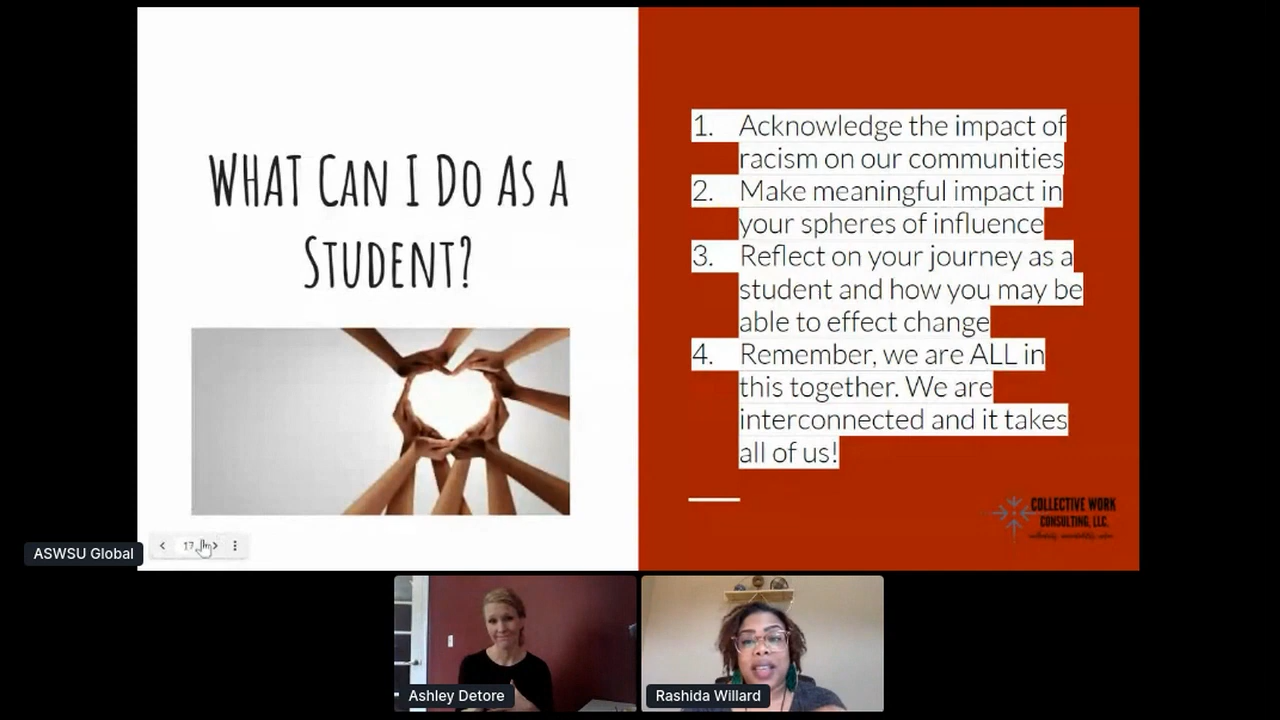 WHAT CAN I DO AS A
STUDENT?
1. Acknowledge the impact of
racism on our communities
2. Make meaningful impact in
your spheres of influence
3. Reflect on your journey as a
student and how you may be
able to effect change
4. Remember, we are ALL in
this together. We are
interconnected and it takes
all of us!
COLLECTIVE WORK
CONSULTING, LLC.
ASWSU Global
17
Ashley Detore
Rashida Willard